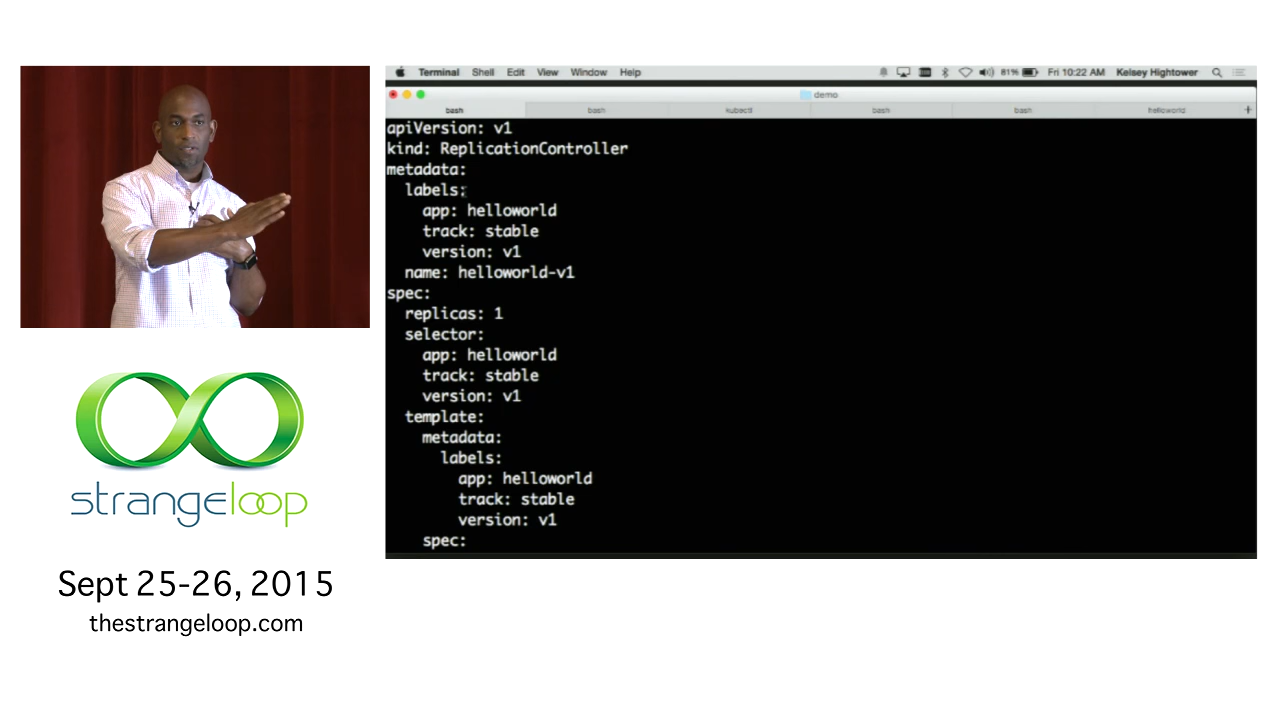 Terminal Shell Edit View Window Help 81% Fri 10:22 AM Kelsey Hightower
demo
bash bash kubectl bash bash helloworld +
apiVersion: v1
kind: ReplicationController
metadata:
  labels:
    app: helloworld
    track: stable
    version: v1
  name: helloworld-v1
spec:
  replicas: 1
  selector:
    app: helloworld
    track: stable
    version: v1
  template:
    metadata:
      labels:
        app: helloworld
        track: stable
        version: v1
    spec:
strangeloop
Sept 25-26, 2015
thestrangeloop.com